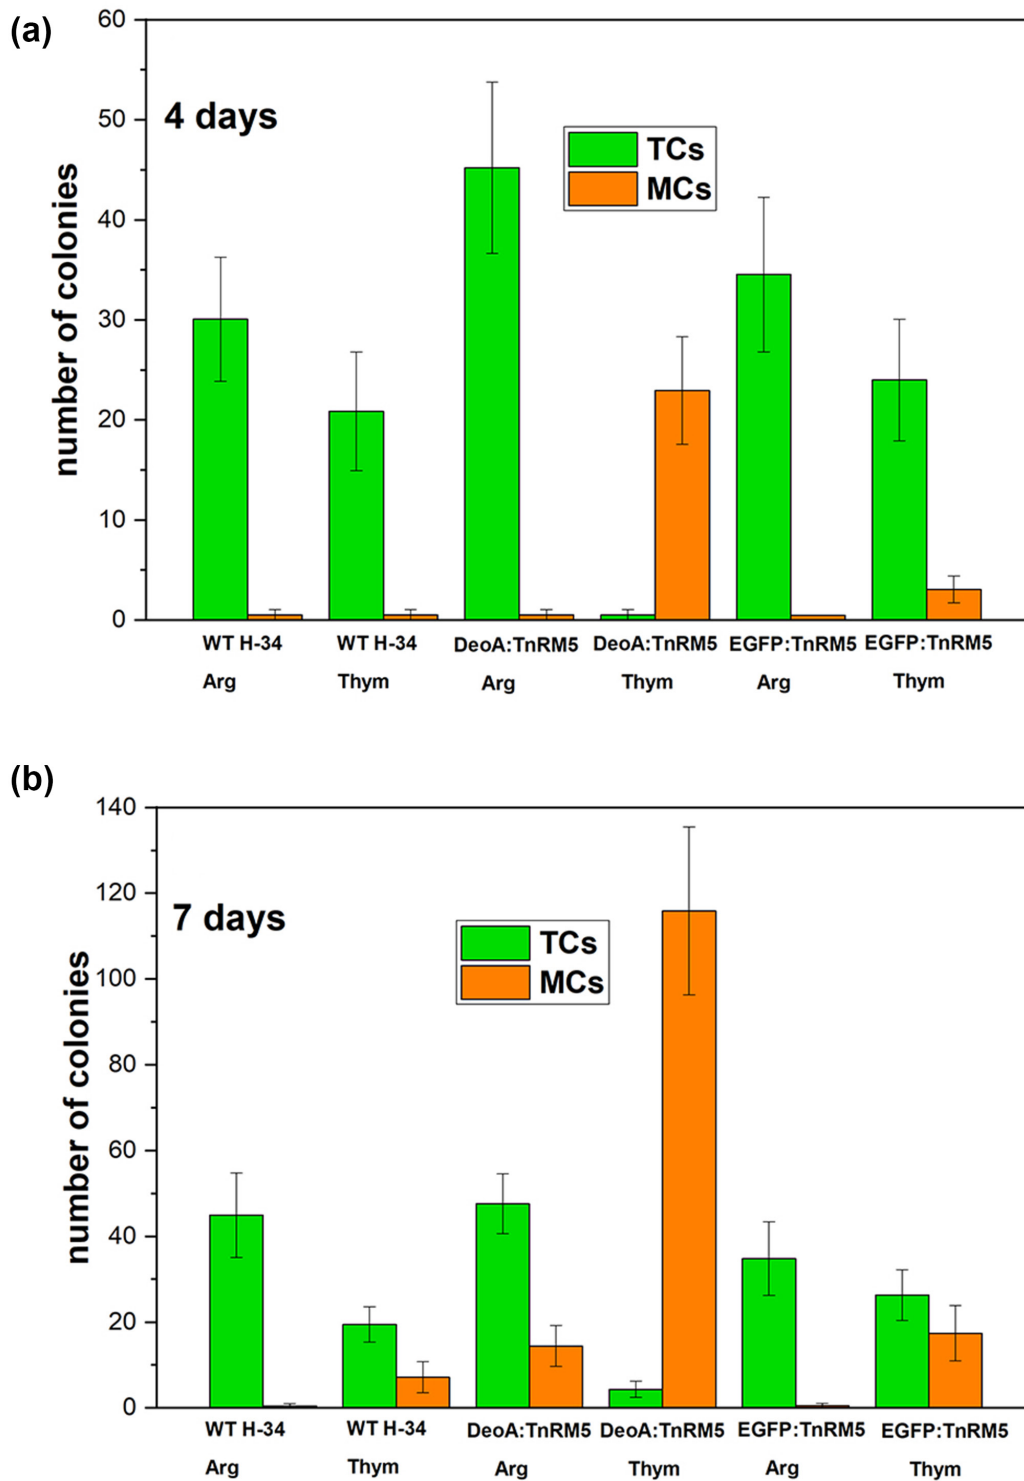 (a)
60
50
40
30
20
10
0
number of colonies
4 days
TCs
MCs
WT H-34 WT H-34 DeoA:TnRM5 DeoA:TnRM5 EGFP:TnRM5 EGFP:TnRM5
Arg Thym Arg Thym Arg Thym
(b)
140
120
100
80
60
40
20
0
number of colonies
7 days
TCs
MCs
WT H-34 WT H-34 DeoA:TnRM5 DeoA:TnRM5 EGFP:TnRM5 EGFP:TnRM5
Arg Thym Arg Thym Arg Thym